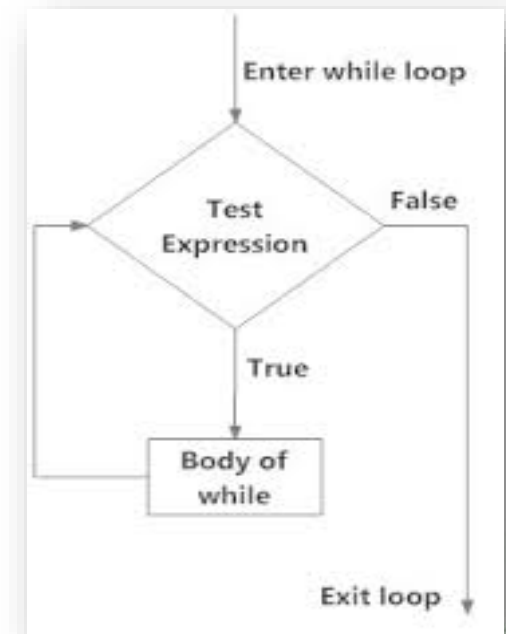 Enter while loop
Test
Expression
False
True
Body of
while
Exit loop